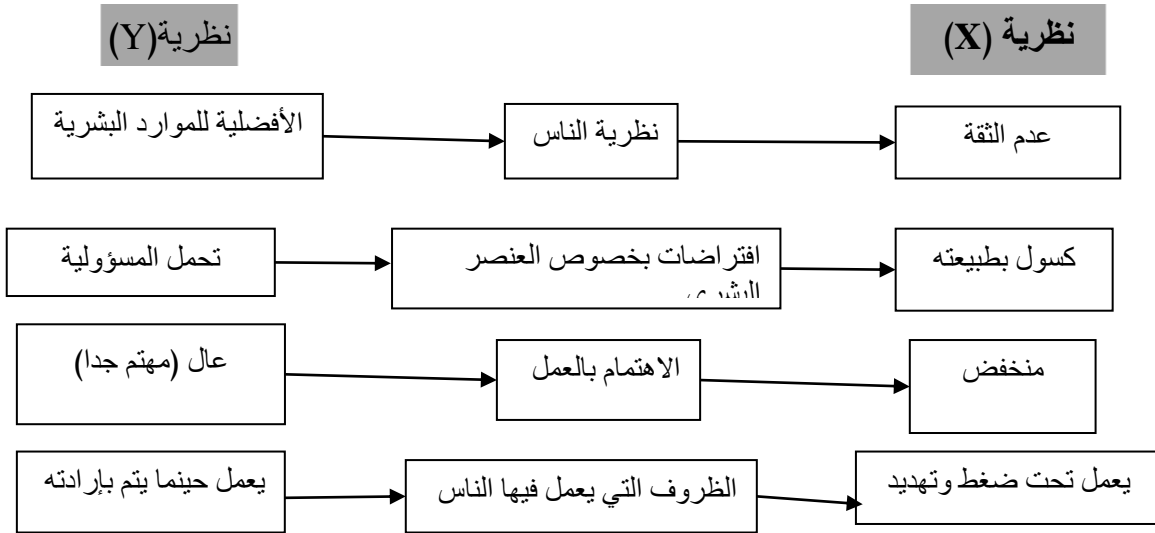 نظرية (X)
نظرية(Y)
عدم الثقة
نظرية الناس
الأفضلية للموارد البشرية
كسول بطبيعته
افتراضات بخصوص العنصر
البشري
تحمل المسؤولية
منخفض
الاهتمام بالعمل
عال (مهتم جدا)
يعمل تحت ضغط وتهديد
الظروف التي يعمل فيها الناس
يعمل حينما يتم بإرادته